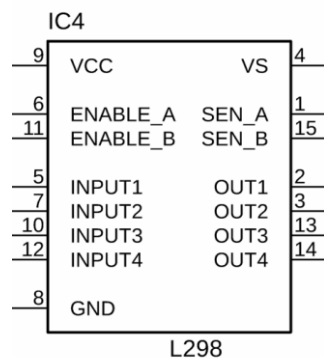 IC4
9 VCC VS 4
6 ENABLE_A SEN_A 1
11 ENABLE_B SEN_B 15
5 INPUT1 OUT1 2
7 INPUT2 OUT2 3
10 INPUT3 OUT3 13
12 INPUT4 OUT4 14
8 GND
L298